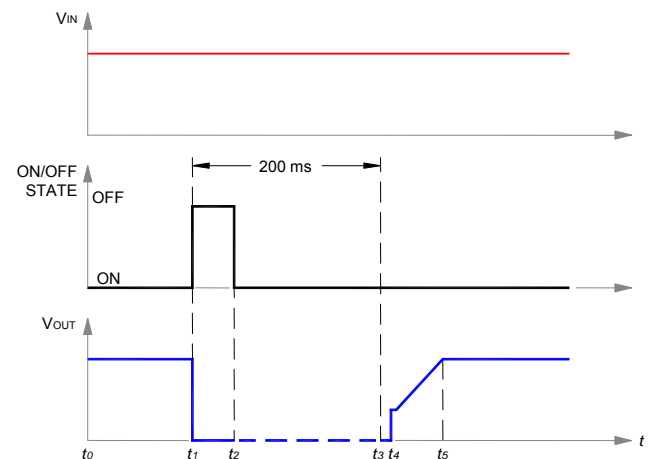 VIN
200 ms
ON/OFF
STATE
OFF
ON
VOUT
t
t0 t1 t2 t3 t4 t5